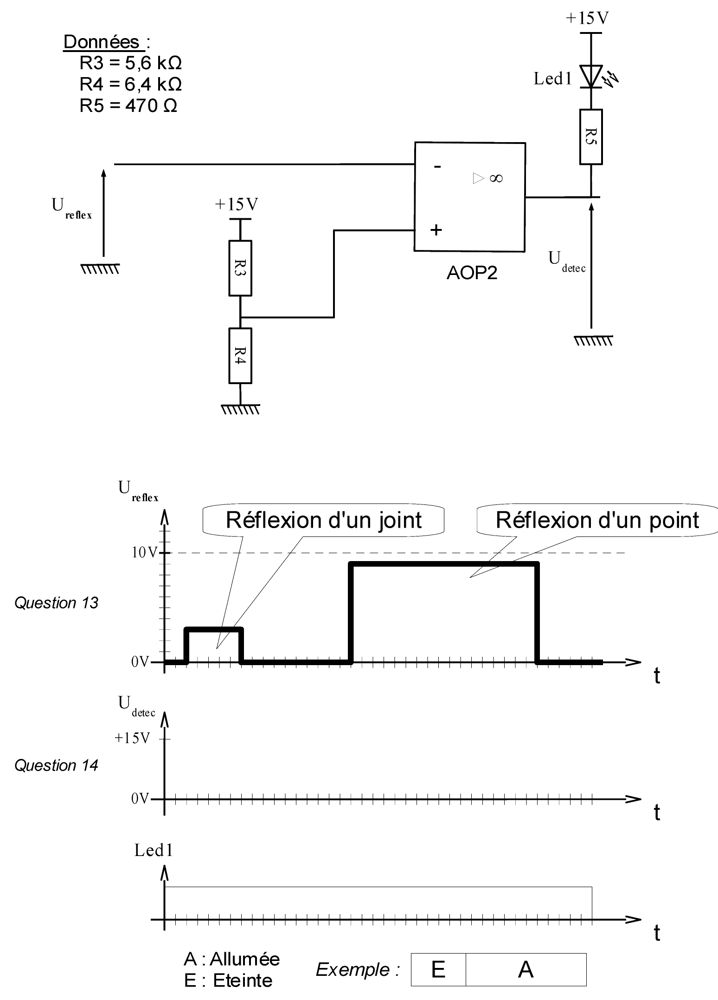 +15V
Données :
R3 = 5,6 kΩ
R4 = 6,4 kΩ
R5 = 470 Ω
Led1
R5
-
▷ ∞
U reflex
+15V
+
R3
U detec
AOP2
R4
U reflex
Réflexion d'un joint
Réflexion d'un point
10V
Question 13
0V
t
U detec
+15V
Question 14
0V
t
Led1
t
A : Allumée
E : Eteinte
Exemple :
E
A